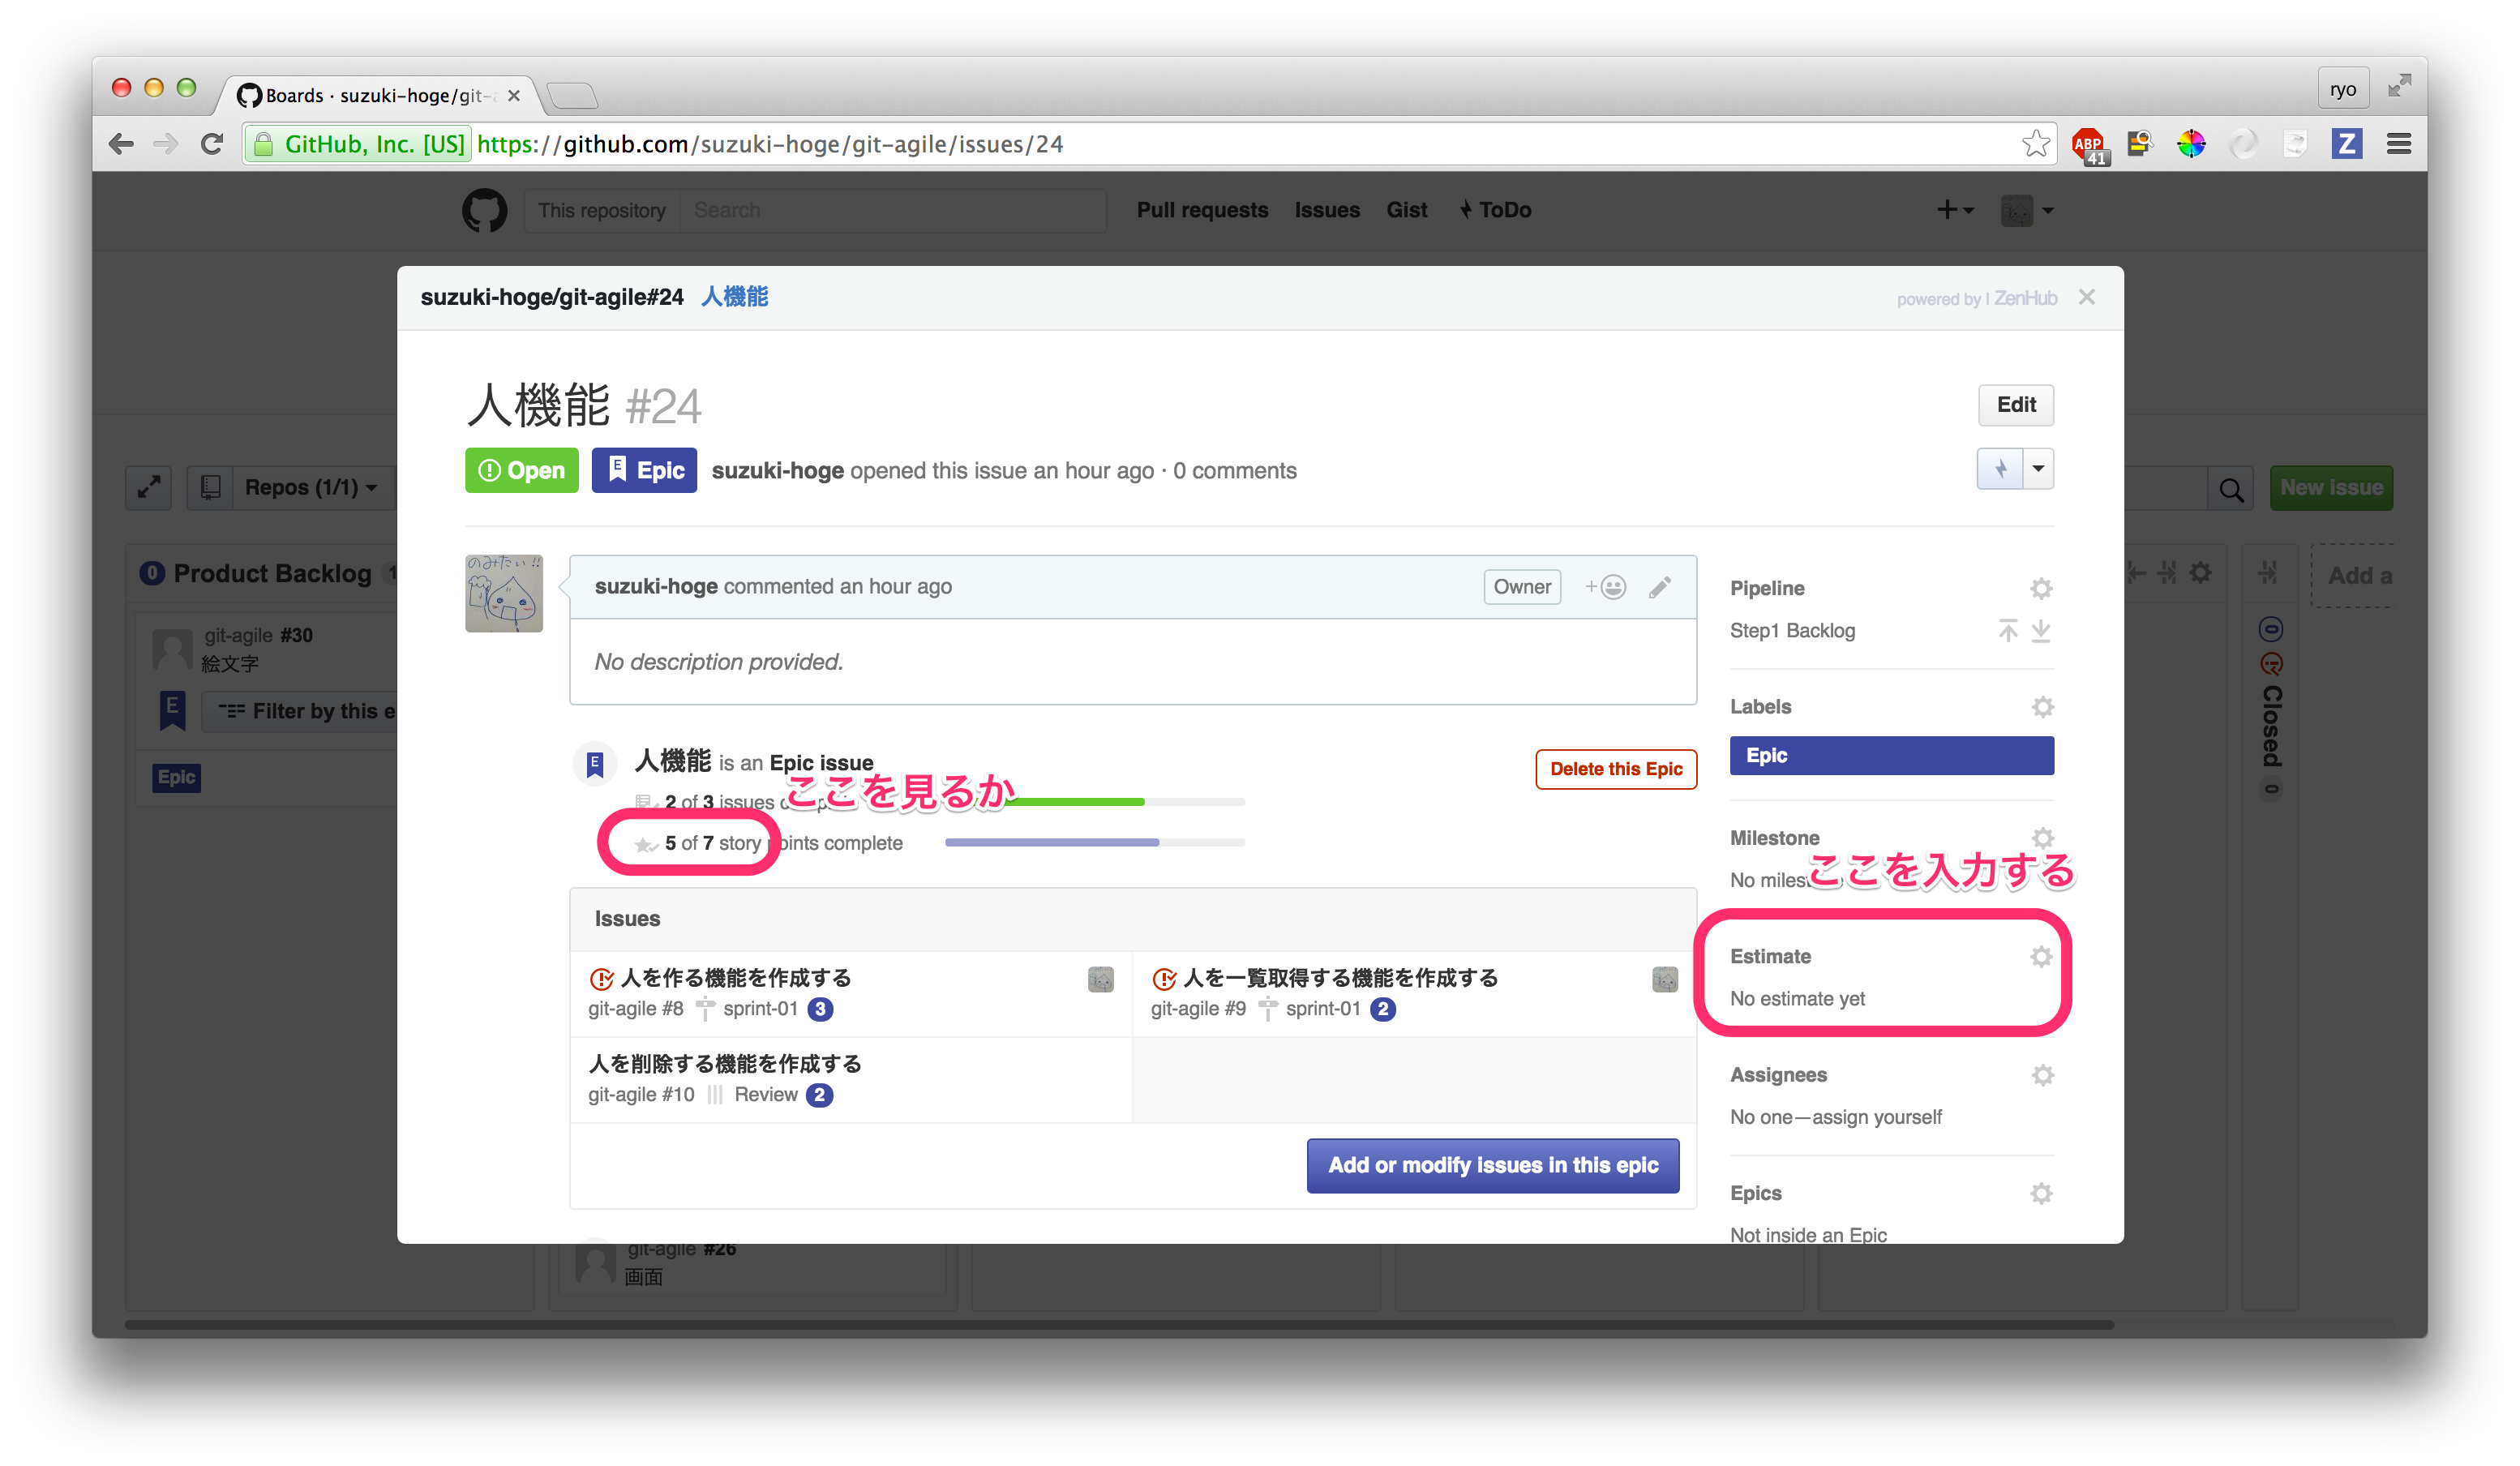 Boards · suzuki-hoge/git-a
ryo
GitHub, Inc. [US] https://github.com/suzuki-hoge/git-agile/issues/24
ABP
41
Z
This repository Search Pull requests Issues Gist ToDo
suzuki-hoge/git-agile#24 人機能
powered by ZenHub
人機能 #24
Edit
Open
E Epic
suzuki-hoge opened this issue an hour ago · 0 comments
Repos (1/1)
New issue
0 Product Backlog 1
Add a
git-agile #30
絵文字
E Filter by this e
Epic
のみたい!!
suzuki-hoge commented an hour ago
Owner
No description provided.
E 人機能 is an Epic issue
Delete this Epic
2 of 3 issues
ここを見るか
5 of 7 story points complete
Issues
人を作る機能を作成する
git-agile #8 sprint-01 3
人を一覧取得する機能を作成する
git-agile #9 sprint-01 2
人を削除する機能を作成する
git-agile #10 Review 2
Add or modify issues in this epic
Pipeline
Step1 Backlog
Labels
Epic
Milestone
No milestone
ここを入力する
Estimate
No estimate yet
Assignees
No one—assign yourself
Epics
Not inside an Epic
0
Closed
0
git-agile #26
画面